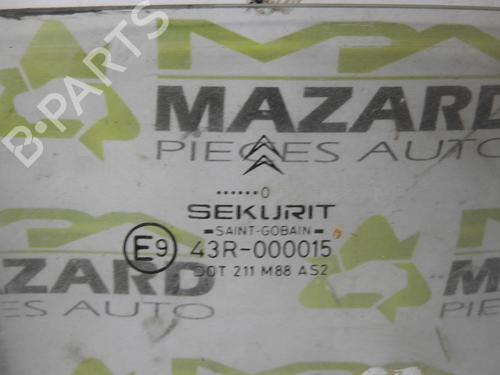 MAZARD
PIECES AUTO
B-PARTS
......0
SEKURIT
SAINT-GOBAIN
E9 43R-000015
DOT 211 M88 AS2
MAZARD
PIECES AUTO
MAZARD
PIECES AUTO